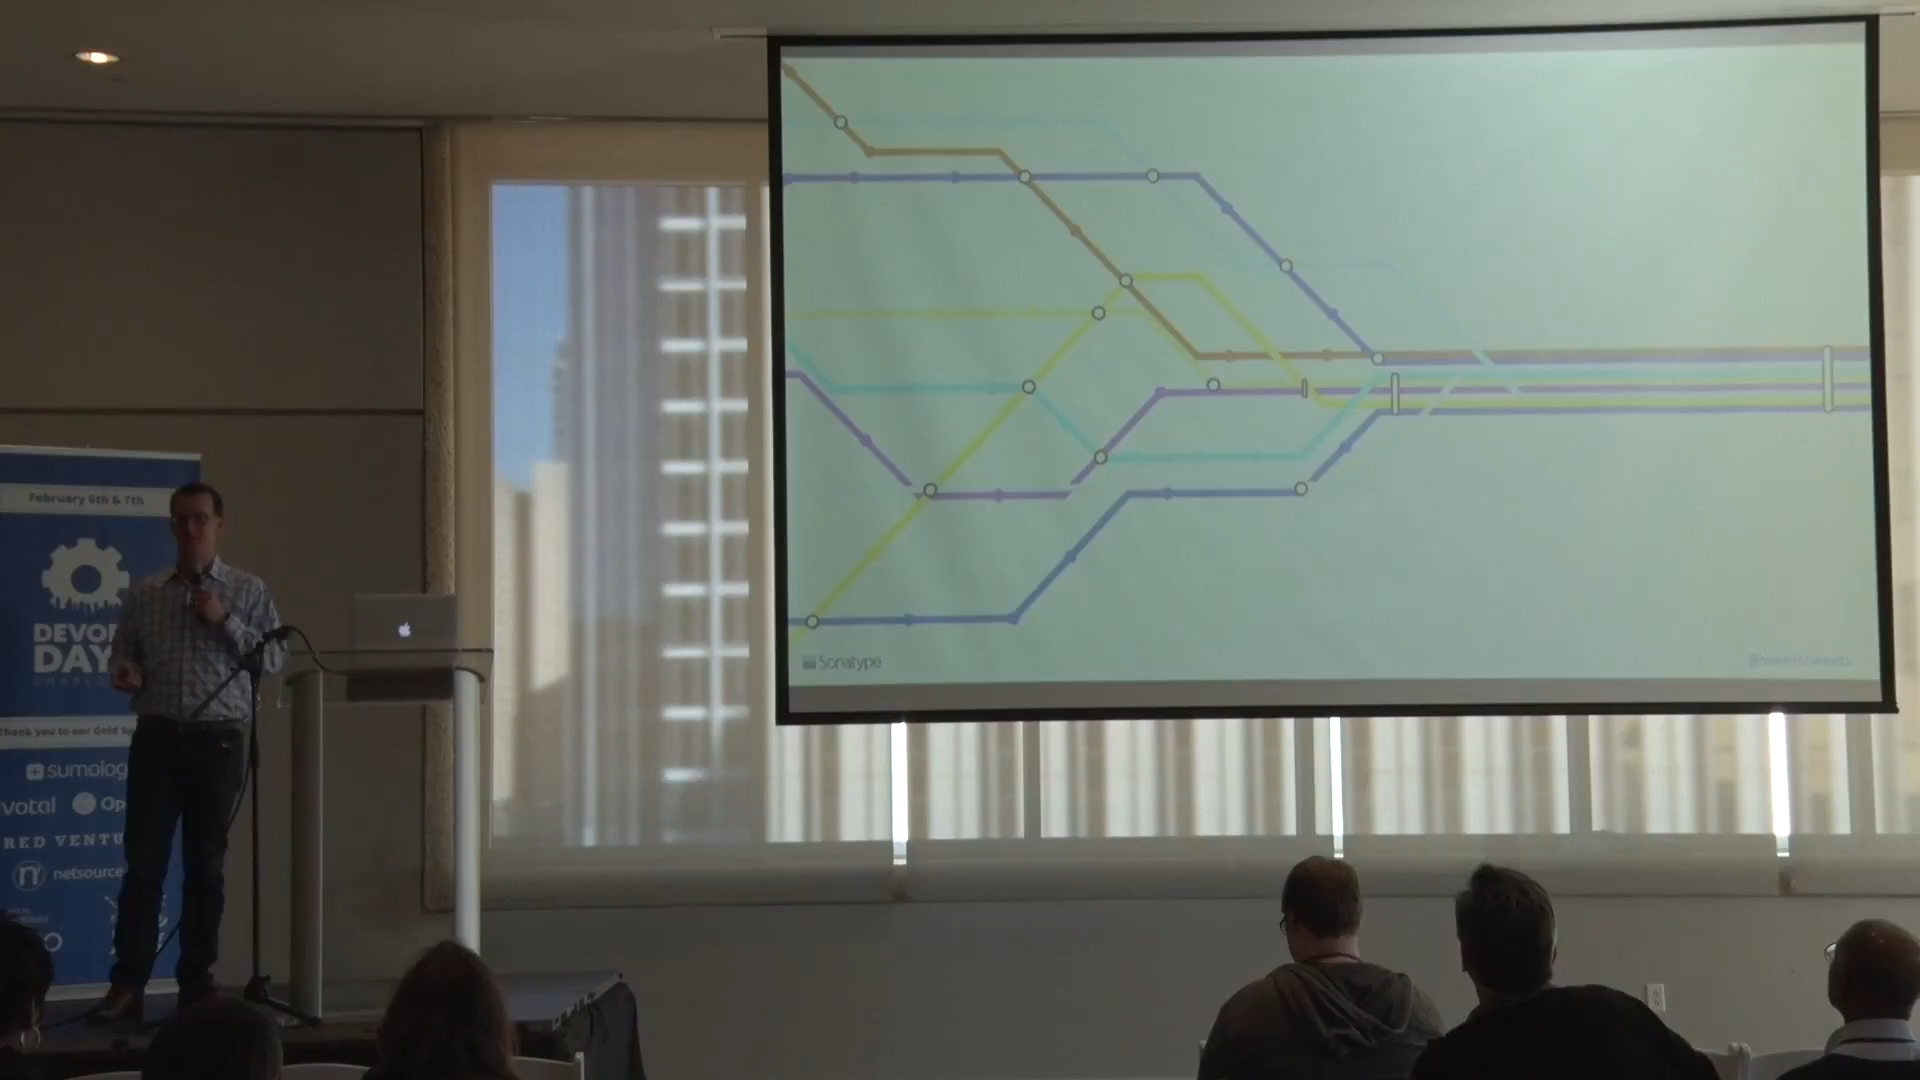 February 6th & 7th
DEVO
DAY
Thank you to our Gold
sumolog
votal Op
RED VENTU
netsource
Sonatype